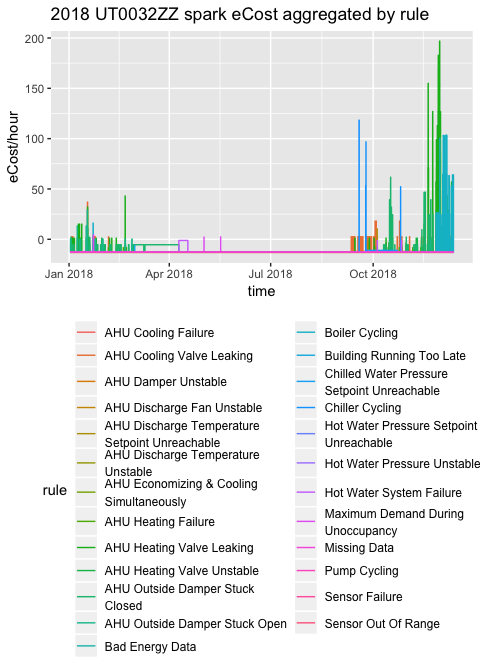 2018 UT0032ZZ spark eCost aggregated by rule
200
150
100
50
0
eCost/hour
Jan 2018
Apr 2018
Jul 2018
Oct 2018
time
rule
AHU Cooling Failure
AHU Cooling Valve Leaking
AHU Damper Unstable
AHU Discharge Fan Unstable
AHU Discharge Temperature
Setpoint Unreachable
AHU Discharge Temperature
Unstable
AHU Economizing & Cooling
Simultaneously
AHU Heating Failure
AHU Heating Valve Leaking
AHU Heating Valve Unstable
AHU Outside Damper Stuck
Closed
AHU Outside Damper Stuck Open
Bad Energy Data
Boiler Cycling
Building Running Too Late
Chilled Water Pressure
Setpoint Unreachable
Chiller Cycling
Hot Water Pressure Setpoint
Unreachable
Hot Water Pressure Unstable
Hot Water System Failure
Maximum Demand During
Unoccupancy
Missing Data
Pump Cycling
Sensor Failure
Sensor Out Of Range